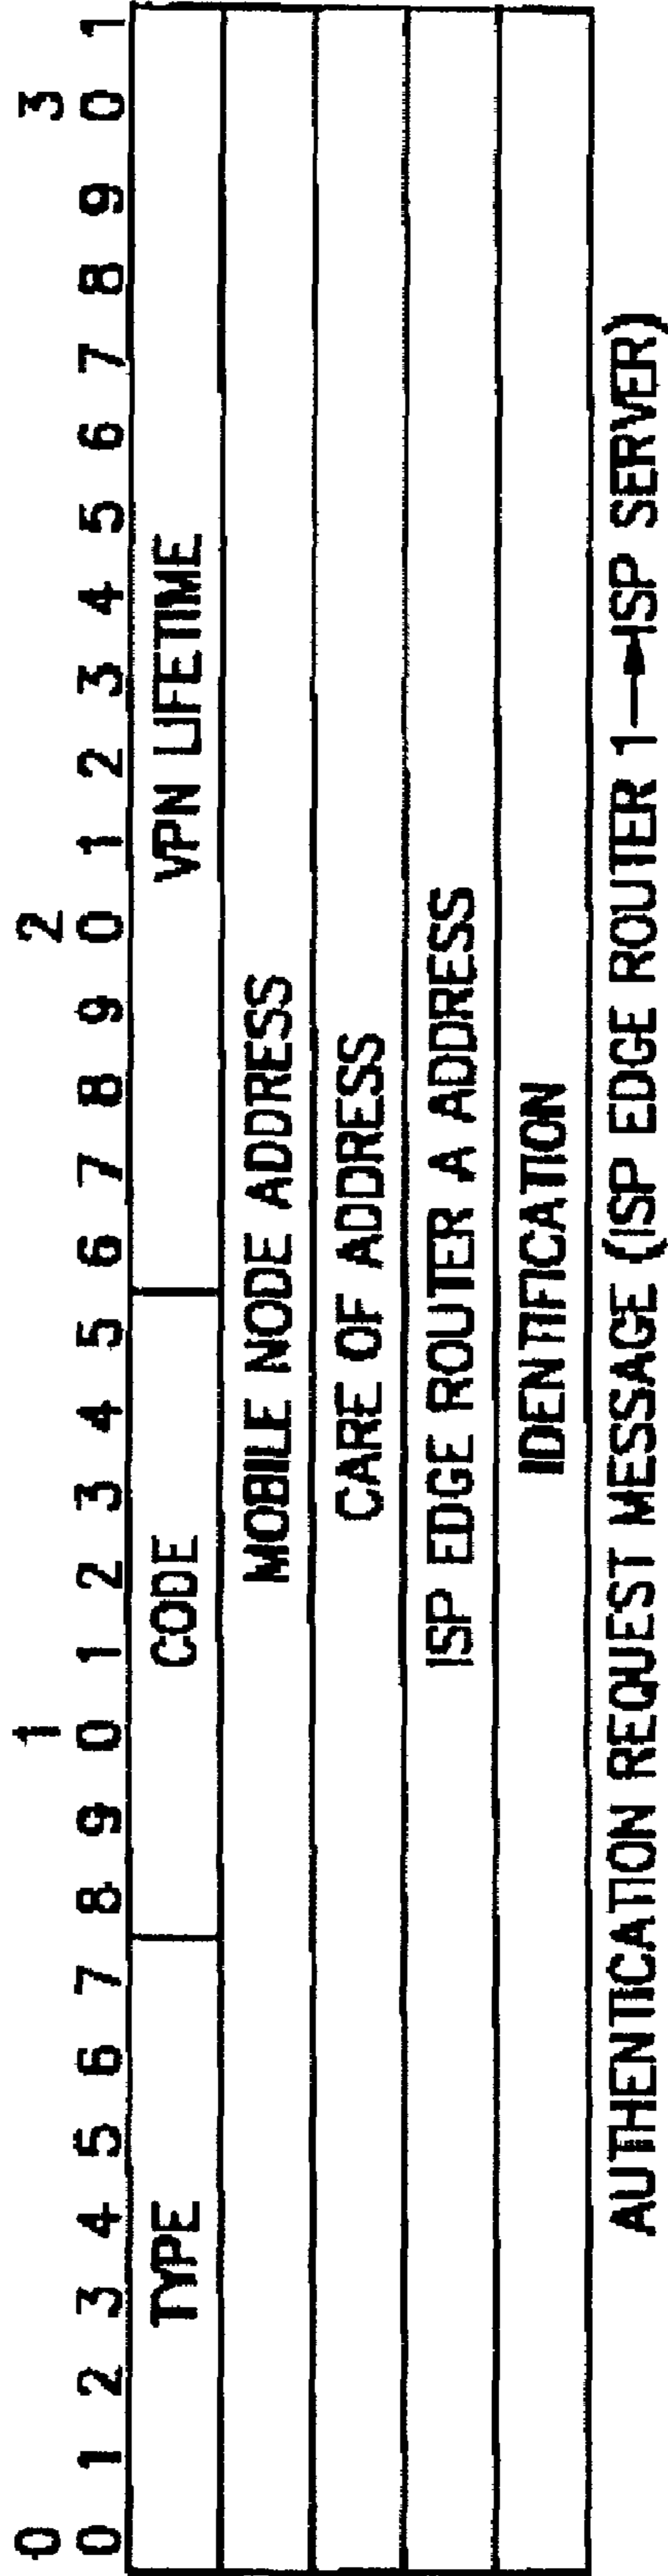 0 1 2 3
0 1 2 3 4 5 6 7 8 9 0 1 2 3 4 5 6 7 8 9 0 1 2 3 4 5 6 7 8 9 0 1
TYPE CODE VPN LIFETIME
MOBILE NODE ADDRESS
CARE OF ADDRESS
ISP EDGE ROUTER A ADDRESS
IDENTIFICATION
AUTHENTICATION REQUEST MESSAGE (ISP EDGE ROUTER 1→ISP SERVER)